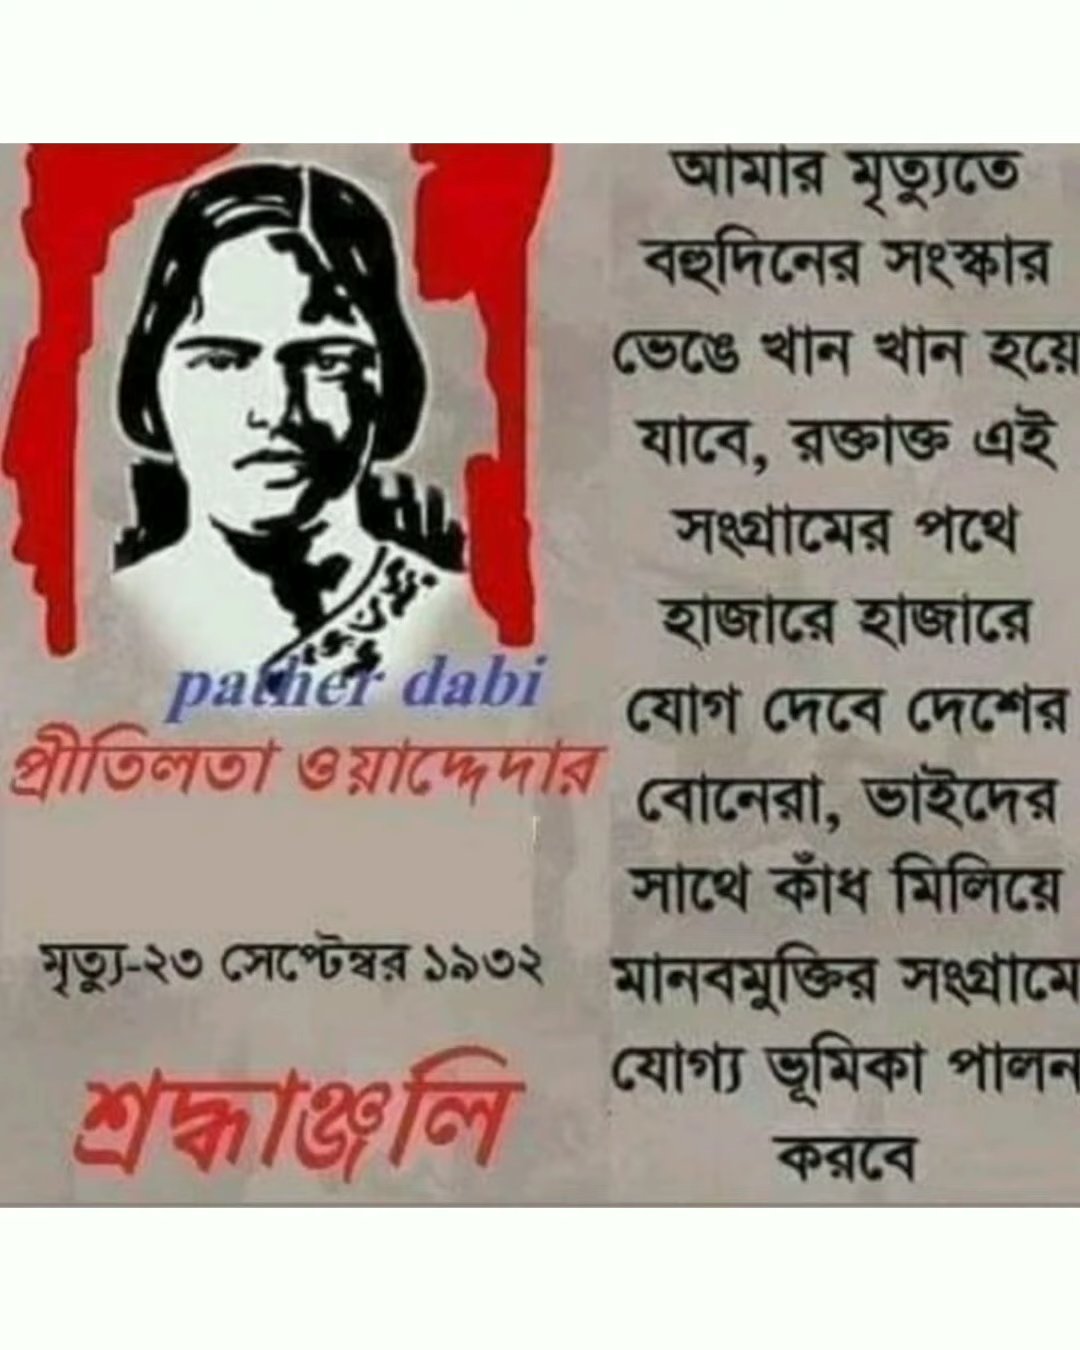 আমার মৃত্যুতে
বহুদিনের সংস্কার
ভেঙে খান খান হয়ে
যাবে, রক্তাক্ত এই
সংগ্রামের পথে
হাজারে হাজারে
যোগ দেবে দেশের
বোনেরা, ভাইদের
সাথে কাঁধ মিলিয়ে
মানবমুক্তির সংগ্রামে
যোগ্য ভূমিকা পালন
করবে
pather dabi
প্রীতিলতা ওয়াদ্দেদার
মৃত্যু-২৩ সেপ্টেম্বর ১৯৩২
শ্রদ্ধাঞ্জলি